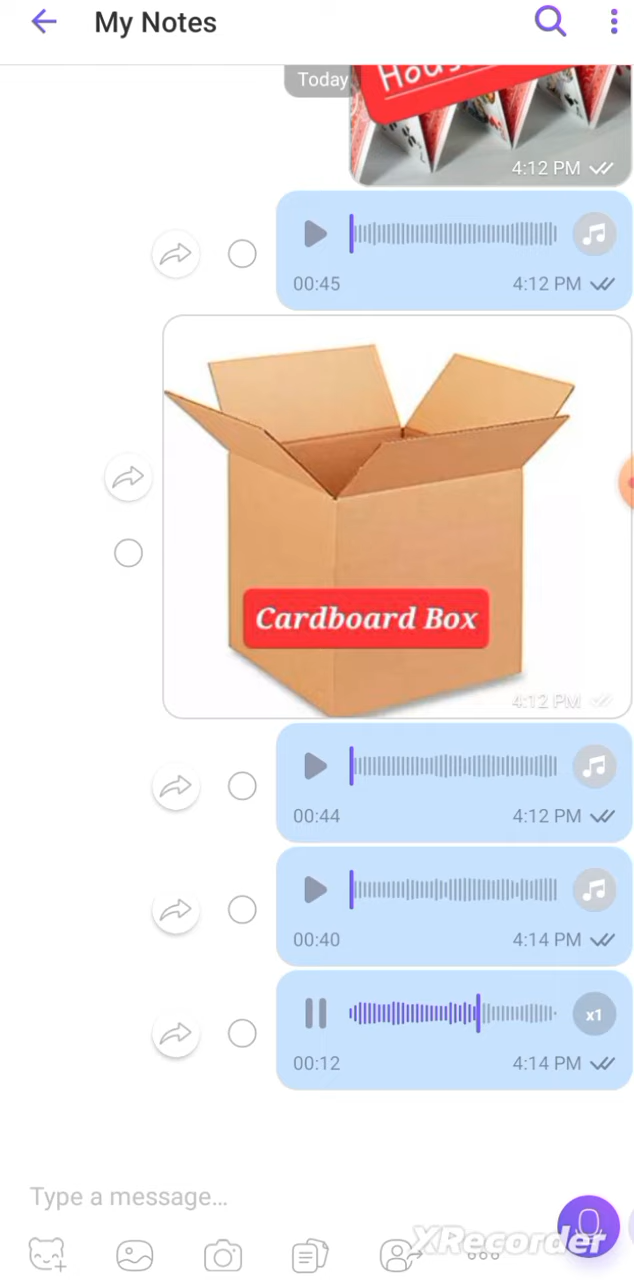 My Notes
Today
4:12 PM
00:45
4:12 PM
Cardboard Box
4:12 PM
00:44
4:12 PM
00:40
4:14 PM
x1
00:12
4:14 PM
Type a message...
XRecorder